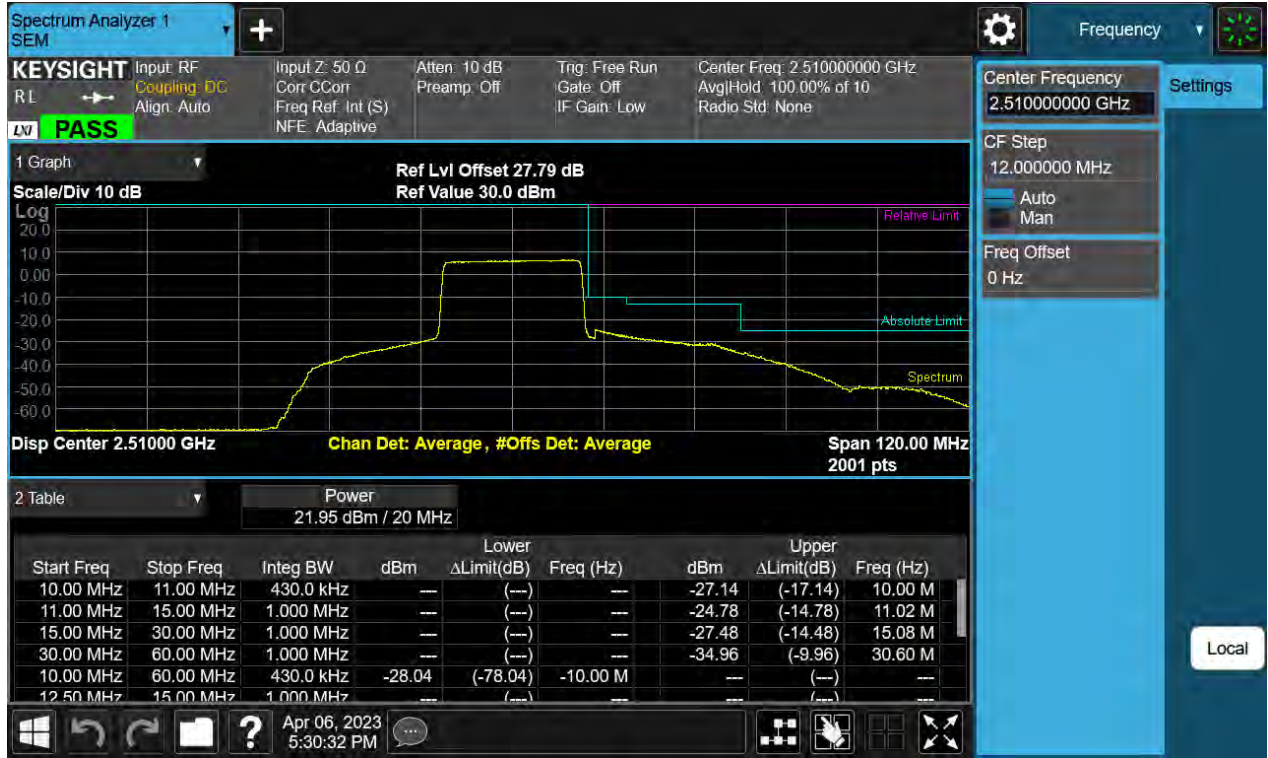 Spectrum Analyzer 1
SEM
Frequency
KEYSIGHT
RL
LXI
PASS
Input: RF
Coupling: DC
Align: Auto
Input Z: 50 Ω
Corr CCorr
Freq Ref: Int (S)
NFE: Adaptive
Atten: 10 dB
Preamp: Off
Trig: Free Run
Gate: Off
IF Gain: Low
Center Freq: 2.510000000 GHz
Avg|Hold: 100.00% of 10
Radio Std: None
Center Frequency
2.510000000 GHz
Settings
CF Step
12.000000 MHz
Auto
Man
Freq Offset
0 Hz
Local
1 Graph
Scale/Div 10 dB
Ref Lvl Offset 27.79 dB
Ref Value 30.0 dBm
Log
20.0
10.0
0.00
-10.0
-20.0
-30.0
-40.0
-50.0
-60.0
Relative Limit
Absolute Limit
Spectrum
Disp Center 2.51000 GHz
Chan Det: Average, #Offs Det: Average
Span 120.00 MHz
2001 pts
2 Table
Power
21.95 dBm / 20 MHz
Lower Upper
Start Freq Stop Freq Integ BW dBm ΔLimit(dB) Freq (Hz) dBm ΔLimit(dB) Freq (Hz)
10.00 MHz 11.00 MHz 430.0 kHz --- (---) --- -27.14 (-17.14) 10.00 M
11.00 MHz 15.00 MHz 1.000 MHz --- (---) --- -24.78 (-14.78) 11.02 M
15.00 MHz 30.00 MHz 1.000 MHz --- (---) --- -27.48 (-14.48) 15.08 M
30.00 MHz 60.00 MHz 1.000 MHz --- (---) --- -34.96 (-9.96) 30.60 M
10.00 MHz 60.00 MHz 430.0 kHz -28.04 (-78.04) -10.00 M --- (---) ---
12.50 MHz 15.00 MHz 1.000 MHz --- (---) --- --- (---) ---
Apr 06, 2023
5:30:32 PM